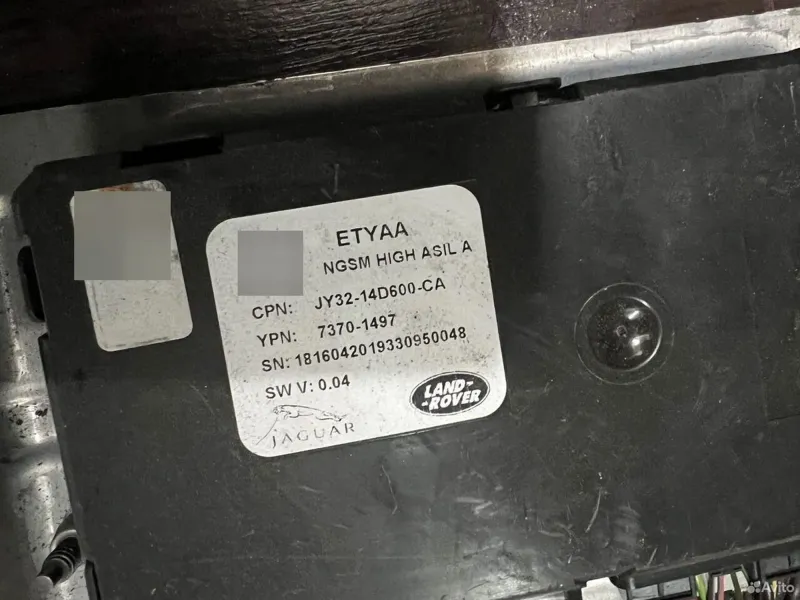 ETYAA
NGSM HIGH ASIL A
CPN: JY32-14D600-CA
YPN: 7370-1497
SN: 1816042019330950048
SW V: 0.04
LAND-
-ROVER
JAGUAR
Avito